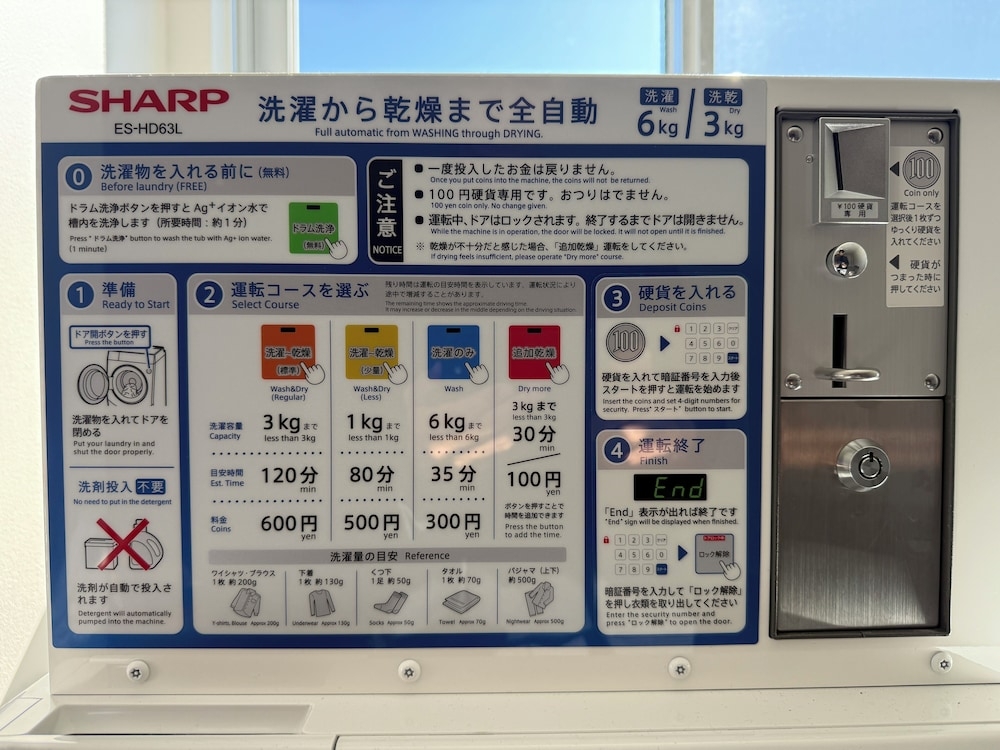 SHARP
ES-HD63L
洗濯から乾燥まで全自動
Full automatic from WASHING through DRYING.
洗濯 Wash 6kg / 洗乾 Dry 3kg
0 洗濯物を入れる前に (無料)
Before laundry (FREE)
ドラム洗浄ボタンを押すと Ag⁺イオン水で
槽内を洗浄します (所要時間：約1分)
Press "ドラム洗浄" button to wash the tub with Ag+ ion water.
(1 minute)
ドラム洗浄
(無料)
ご注意
NOTICE
● 一度投入したお金は戻りません。
Once you put coins into the machine, the coins will not be returned.
● 100円硬貨専用です。おつりはでません。
100 yen coin only. No change given.
● 運転中、ドアはロックされます。終了するまでドアは開きません。
While the machine is in operation, the door will be locked. It will not open until it is finished.
※ 乾燥が不十分だと感じた場合、「追加乾燥」運転をしてください。
If drying feels insufficient, please operate "Dry more" course.
1 準備
Ready to Start
ドア開ボタンを押す
Press the button
洗濯物を入れてドアを
閉める
Put your laundry in and
shut the door properly.
洗剤投入 不要
No need to put in the detergent
洗剤が自動で投入さ
れます
Detergent will automatically
pumped into the machine.
2 運転コースを選ぶ
Select Course
残り時間は運転の目安時間を表示しています。運転状況により
途中で増減することがあります。
The remaining time shows the approximate driving time.
It may increase or decrease in the middle depending on the driving situation.
洗濯–乾燥
(標準)
洗濯–乾燥
(少量)
洗濯のみ
追加乾燥
Wash&Dry
(Regular)
Wash&Dry
(Less)
Wash
Dry more
洗濯容量
Capacity
3kgまで
less than 3kg
1kgまで
less than 1kg
6kgまで
less than 6kg
3kgまで
less than 3kg
目安時間
Est. Time
120分
min
80分
min
35分
min
30分
min
料金
Coins
600円
yen
500円
yen
300円
yen
100円
yen
ボタンを押すことで
時間を追加できます
Press the button
to add the time.
洗濯量の目安 Reference
ワイシャツ・ブラウス
1枚 約200g
下着
1枚 約130g
くつ下
1足 約50g
タオル
1枚 約70g
パジャマ（上下）
約500g
Y-shirts, Blouse Approx 200g
Underwear Approx 130g
Socks Approx 50g
Towel Approx 70g
Nightwear Approx 500g
3 硬貨を入れる
Deposit Coins
100
1 2 3
4 5 6 0
7 8 9
硬貨を入れて暗証番号を入力後
スタートを押すと運転を始めます
Insert the coins and set 4-digit numbers for
security. Press"スタート" button to start.
4 運転終了
Finish
End
「End」表示が出れば終了です
"End" sign will be displayed when finished.
1 2 3
4 5 6 0
7 8 9
ロック解除
暗証番号を入力して「ロック解除」
を押し衣類を取り出してください
Enter the security number and
press "ロック解除" to open the door.
¥100硬貨
専用
100
Coin only
運転コースを
選択後1枚ずつ
ゆっくり硬貨を
入れてください
硬貨が
つまった時に
押してください